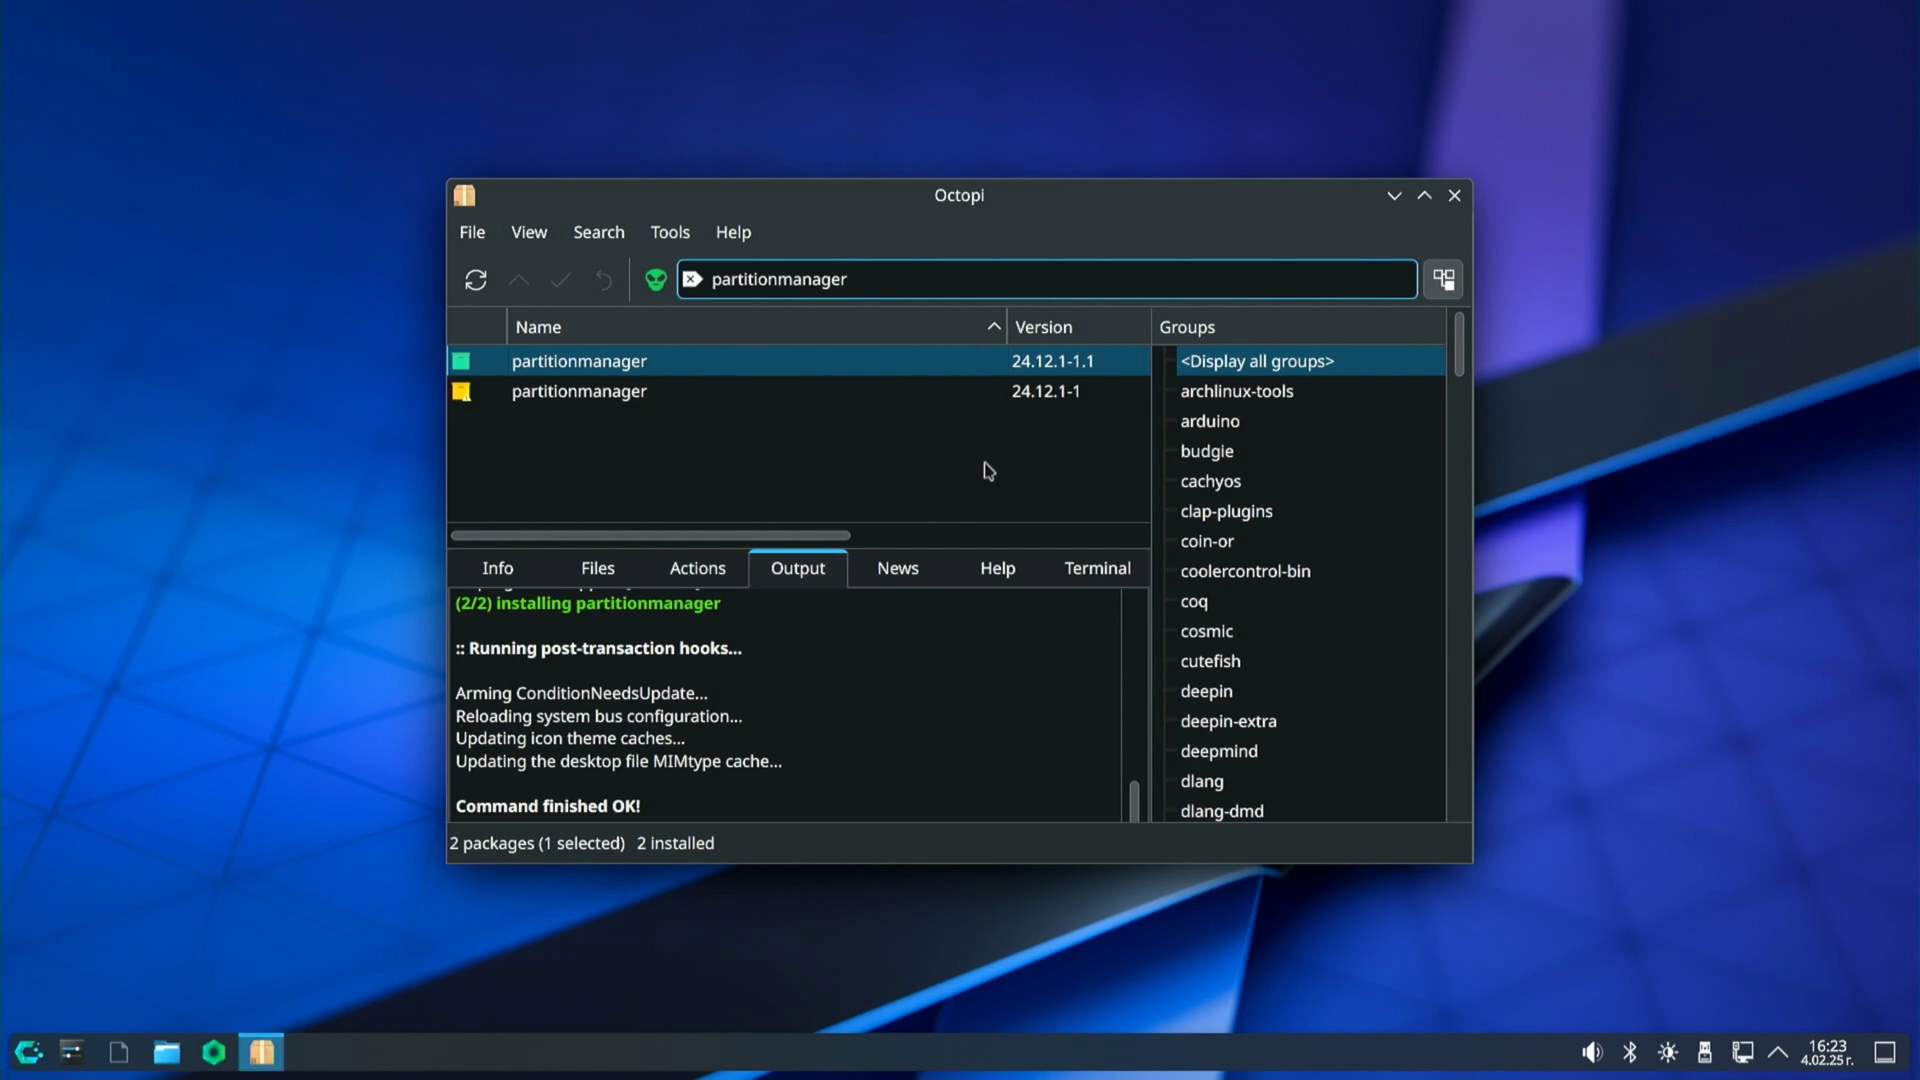 Octopi
File View Search Tools Help
partitionmanager
Name Version Groups
partitionmanager 24.12.1-1.1
partitionmanager 24.12.1-1
<Display all groups>
archlinux-tools
arduino
budgie
cachyos
clap-plugins
coin-or
coolercontrol-bin
coq
cosmic
cutefish
deepin
deepin-extra
deepmind
dlang
dlang-dmd
Info Files Actions Output News Help Terminal
(2/2) installing partitionmanager
:: Running post-transaction hooks...
Arming ConditionNeedsUpdate...
Reloading system bus configuration...
Updating icon theme caches...
Updating the desktop file MIMtype cache...
Command finished OK!
2 packages (1 selected) 2 installed
16:23
4.02.25г.